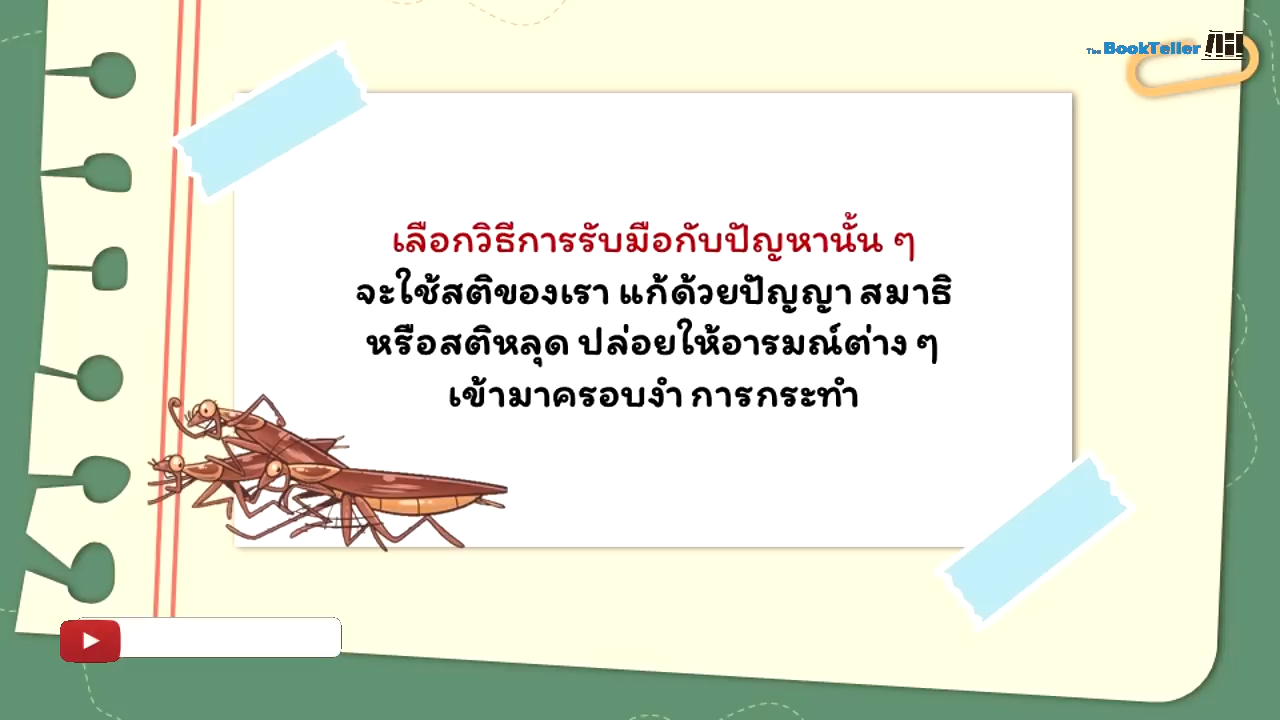 The BookTeller
เลือกวิธีการรับมือกับปัญหานั้น ๆ
จะใช้สติของเรา แก้ด้วยปัญญา สมาธิ
หรือสติหลุด ปล่อยให้อารมณ์ต่าง ๆ
เข้ามาครอบงำ การกระทำ